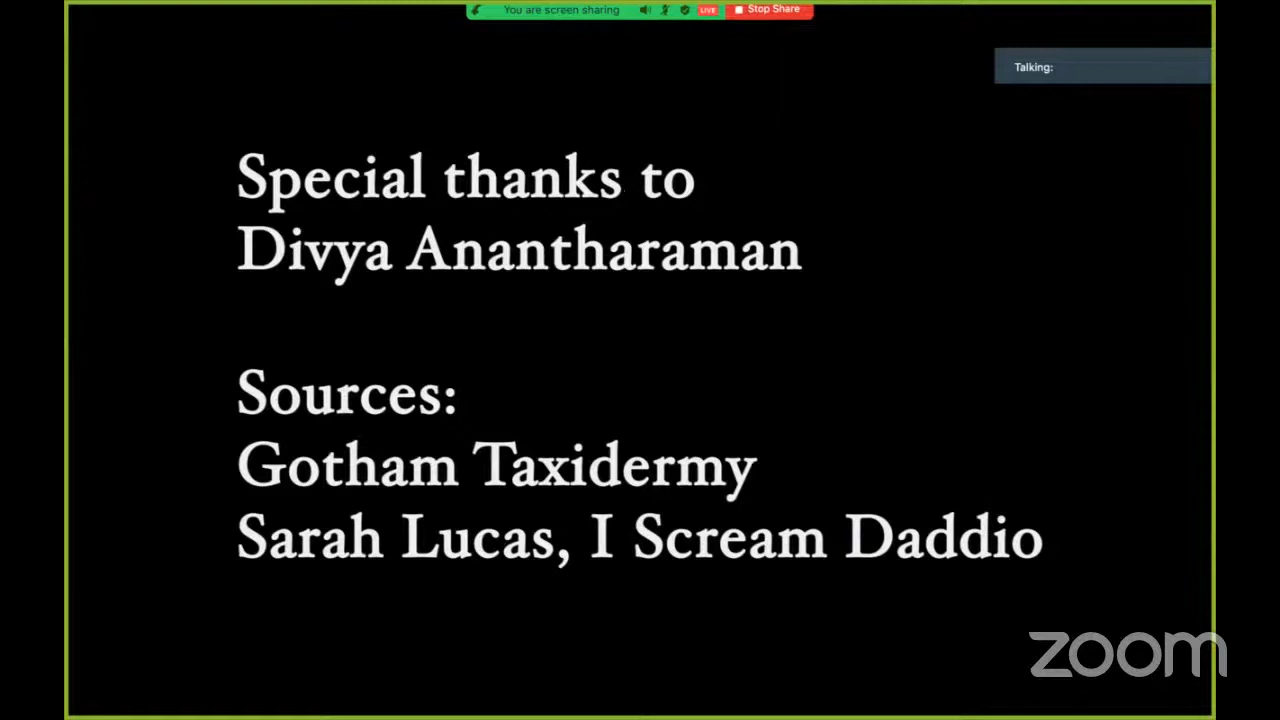 You are screen sharing LIVE Stop Share
Talking:
Special thanks to
Divya Anantharaman
Sources:
Gotham Taxidermy
Sarah Lucas, I Scream Daddio
zoom